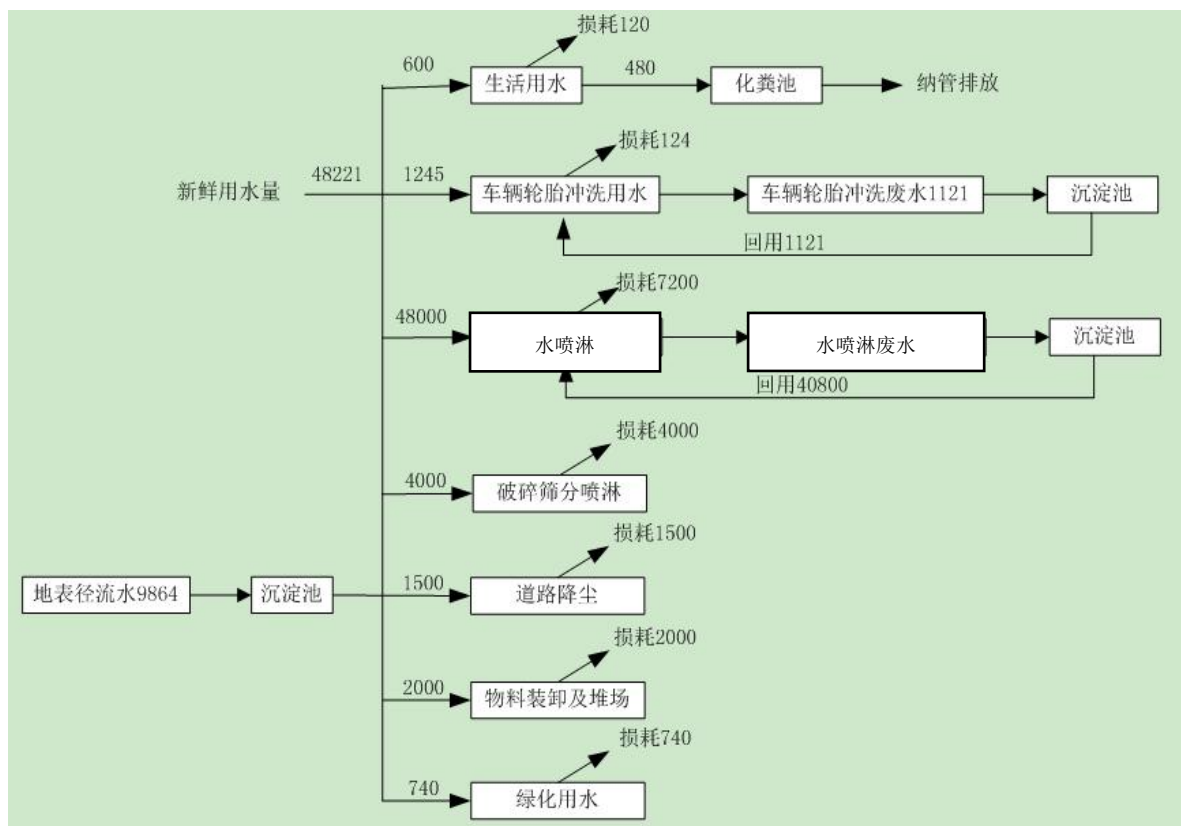 损耗120
600
生活用水
480
化粪池
纳管排放
损耗124
新鲜用水量
48221
1245
车辆轮胎冲洗用水
车辆轮胎冲洗废水1121
沉淀池
回用1121
损耗7200
48000
水喷淋
水喷淋废水
沉淀池
回用40800
损耗4000
4000
破碎筛分喷淋
损耗1500
地表径流水9864
沉淀池
1500
道路降尘
损耗2000
2000
物料装卸及堆场
损耗740
740
绿化用水